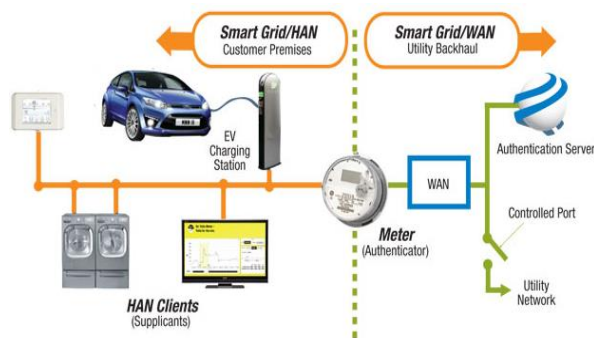 Smart Grid/HAN
Customer Premises
Smart Grid/WAN
Utility Backhaul
EV
Charging
Station
Authentication Server
WAN
Meter
(Authenticator)
Controlled Port
Utility
Network
HAN Clients
(Supplicants)